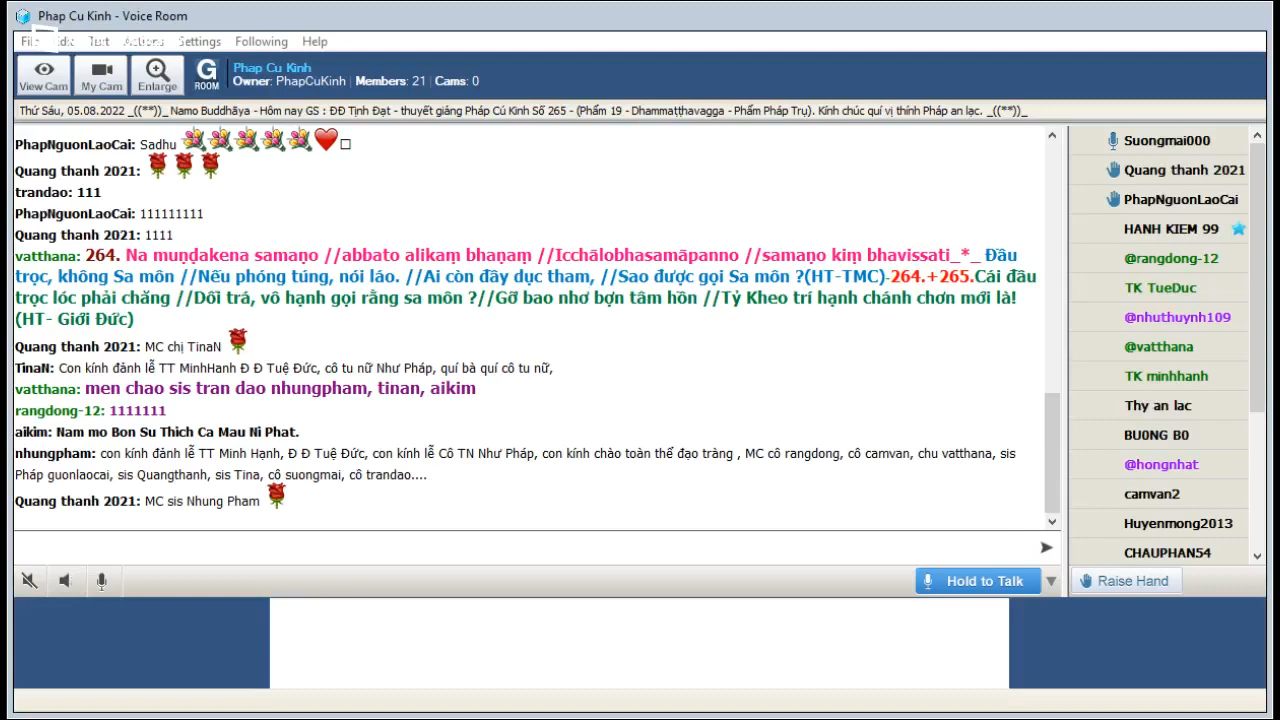 Phap Cu Kinh - Voice Room
Text Actions Settings Following Help
View Cam My Cam Enlarge G ROOM
Phap Cu Kinh
Owner: PhapCuKinh | Members: 21 | Cams: 0
Thứ Sáu, 05.08.2022 _((**))_ Namo Buddhāya - Hôm nay GS : ĐĐ Tịnh Đạt - thuyết giảng Pháp Cú Kinh Số 265 - (Phẩm 19 - Dhammaṭṭhavagga - Phẩm Pháp Trụ). Kính chúc quí vị thính Pháp an lạc. _((**))_
PhapNguonLaoCai: Sadhu
Quang thanh 2021:
trandao: 111
PhapNguonLaoCai: 111111111
Quang thanh 2021: 1111
vatthana: 264. Na muṇḍakena samaṇo //abbato alikaṃ bhaṇaṃ //Icchālobhasamāpanno //samaṇo kiṃ bhavissati_*_ Đầu
trọc, không Sa môn //Nếu phóng túng, nói láo. //Ai còn đầy dục tham, //Sao được gọi Sa môn ?(HT-TMC)-264.+265.Cái đầu
trọc lóc phải chăng //Dối trá, vô hạnh gọi rằng sa môn ?//Gỡ bao nhơ bợn tâm hồn //Tỷ Kheo trí hạnh chánh chơn mới là!
(HT- Giới Đức)
Quang thanh 2021: MC chị TinaN
TinaN: Con kính đảnh lễ TT MinhHanh Đ Đ Tuệ Đức, cô tu nữ Như Pháp, quí bà quí cô tu nữ,
vatthana: men chao sis tran dao nhungpham, tinan, aikim
rangdong-12: 1111111
aikim: Nam mo Bon Su Thich Ca Mau Ni Phat.
nhungpham: con kính đảnh lễ TT Minh Hạnh, Đ Đ Tuệ Đức, con kính lễ Cô TN Như Pháp, con kính chào toàn thể đạo tràng , MC cô rangdong, cô camvan, chu vatthana, sis
Pháp guonlaocai, sis Quangthanh, sis Tina, cô suongmai, cô trandao....
Quang thanh 2021: MC sis Nhung Pham
Suongmai000
Quang thanh 2021
PhapNguonLaoCai
HANH KIEM 99
@rangdong-12
TK TueDuc
@nhuthuynh109
@vatthana
TK minhhanh
Thy an lac
BU0NG B0
@hongnhat
camvan2
Huyenmong2013
CHAUPHAN54
Hold to Talk
Raise Hand